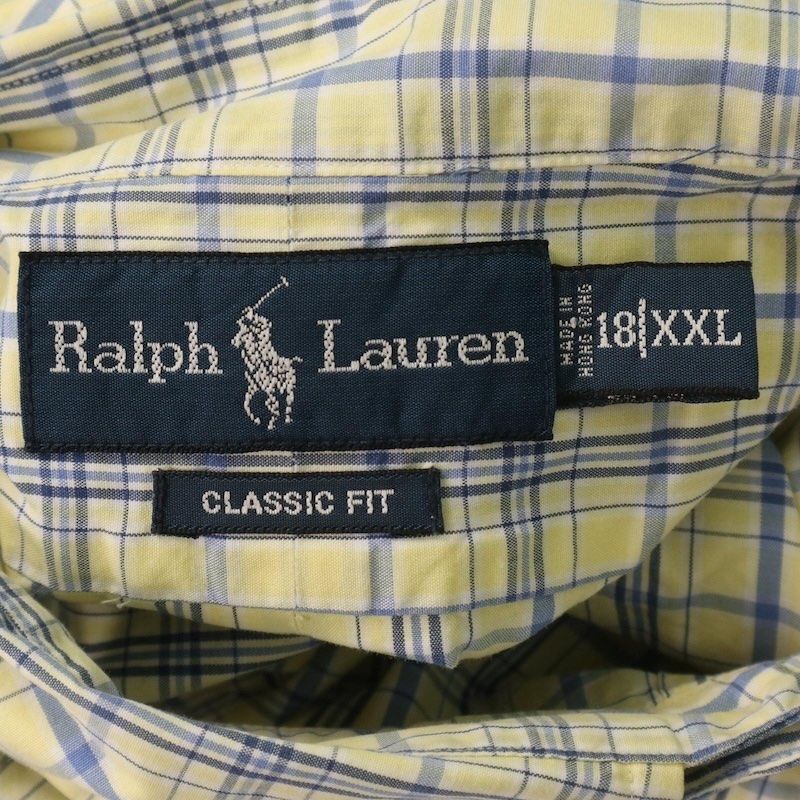 Ralph Lauren
MADE IN
HONG KONG
18 XXL
CLASSIC FIT